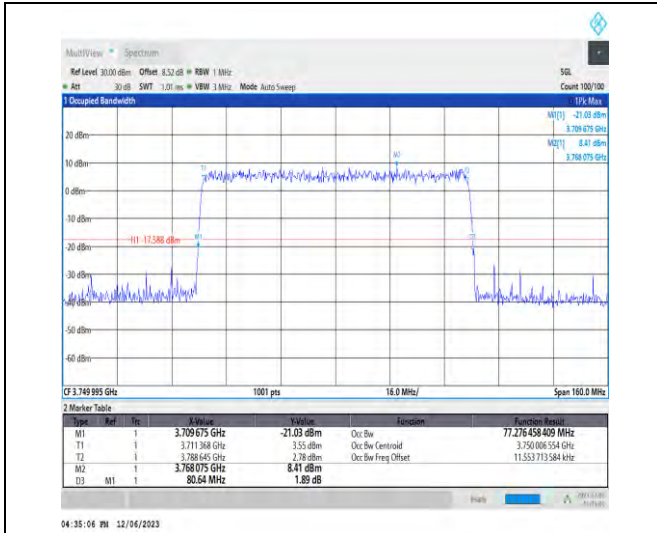 MultiView Spectrum
Ref Level 30.00 dBm Offset 8.52 dB RBW 1 MHz SGL
Att 30 dB SWT 1.01 ms VBW 3 MHz Mode Auto Sweep Count 100/100
1 Occupied Bandwidth 1Pk Max
M1[1] -21.03 dBm
3.709 675 GHz
20 dBm
M2[1] 8.41 dBm
3.768 075 GHz
10 dBm
M2
T1
0 dBm
-10 dBm
H1 -17.586 dBm
M1
D3
-20 dBm
-30 dBm
-40 dBm
-50 dBm
-60 dBm
CF 3.749 995 GHz 1001 pts 16.0 MHz/ Span 160.0 MHz
2 Marker Table
Type Ref Trc X-Value Y-Value Function Function Result
M1 1 3.709 675 GHz -21.03 dBm Occ Bw 77.276 458 409 MHz
T1 1 3.711 368 GHz 3.55 dBm Occ Bw Centroid 3.750 006 554 GHz
T2 1 3.788 645 GHz 2.78 dBm Occ Bw Freq Offset 11.553 713 584 kHz
M2 1 3.768 075 GHz 8.41 dBm
D3 M1 1 80.64 MHz 1.89 dB
04:35:06 PM 12/06/2023